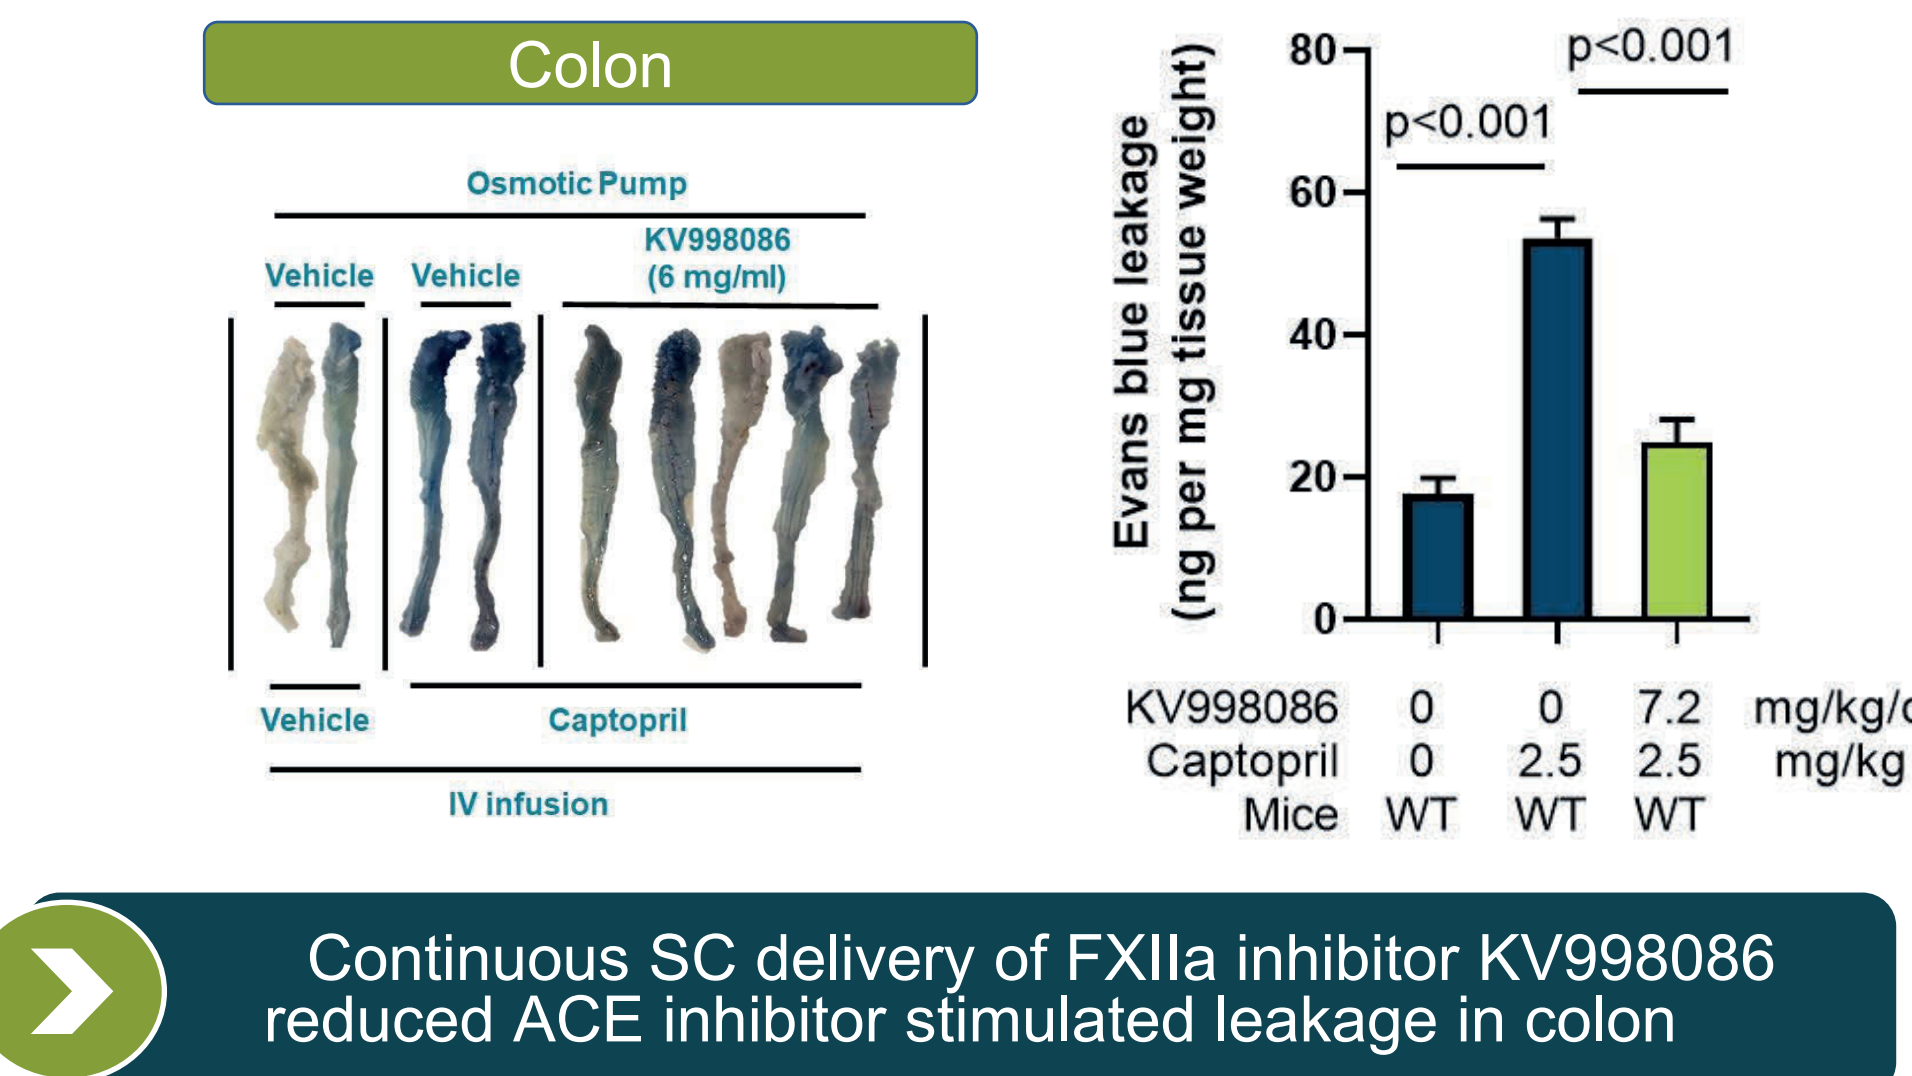 Colon
Osmotic Pump
Vehicle
Vehicle
KV998086
(6 mg/ml)
Vehicle
Captopril
IV infusion
Evans blue leakage
(ng per mg tissue weight)
80
60
40
20
0
p<0.001
p<0.001
KV998086 0 0 7.2 mg/kg/
Captopril 0 2.5 2.5 mg/kg
Mice WT WT WT
Continuous SC delivery of FXIIa inhibitor KV998086
reduced ACE inhibitor stimulated leakage in colon